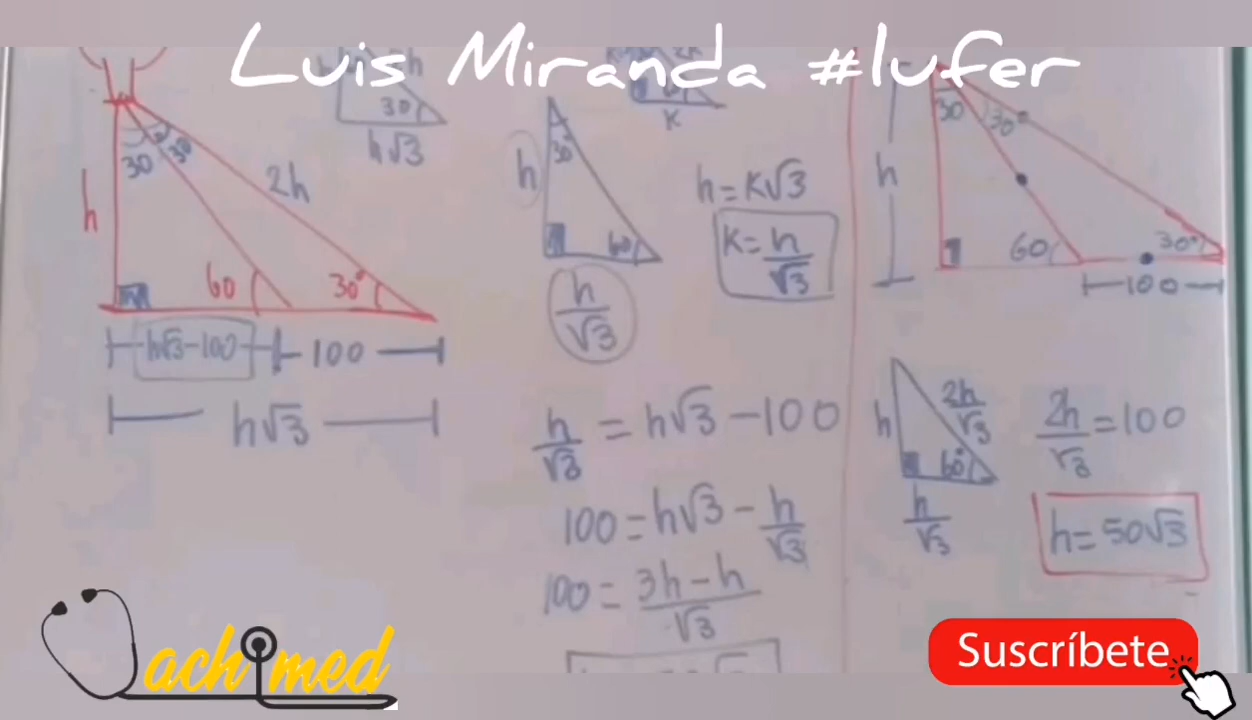 Luis Miranda #lufer
30
h√3
30
30
2h
h
60
30°
h√3-100
100
h√3
K
30°
h
60
h
√3
h=K√3
K=h
√3
h
√3 = h√3-100
100=h√3-h
√3
100=3h-h
√3
30
30°
h
60
30°
100
h
2h
√3
60°
h
√3
2h
√3 =100
h=50√3
achimed
Suscríbete